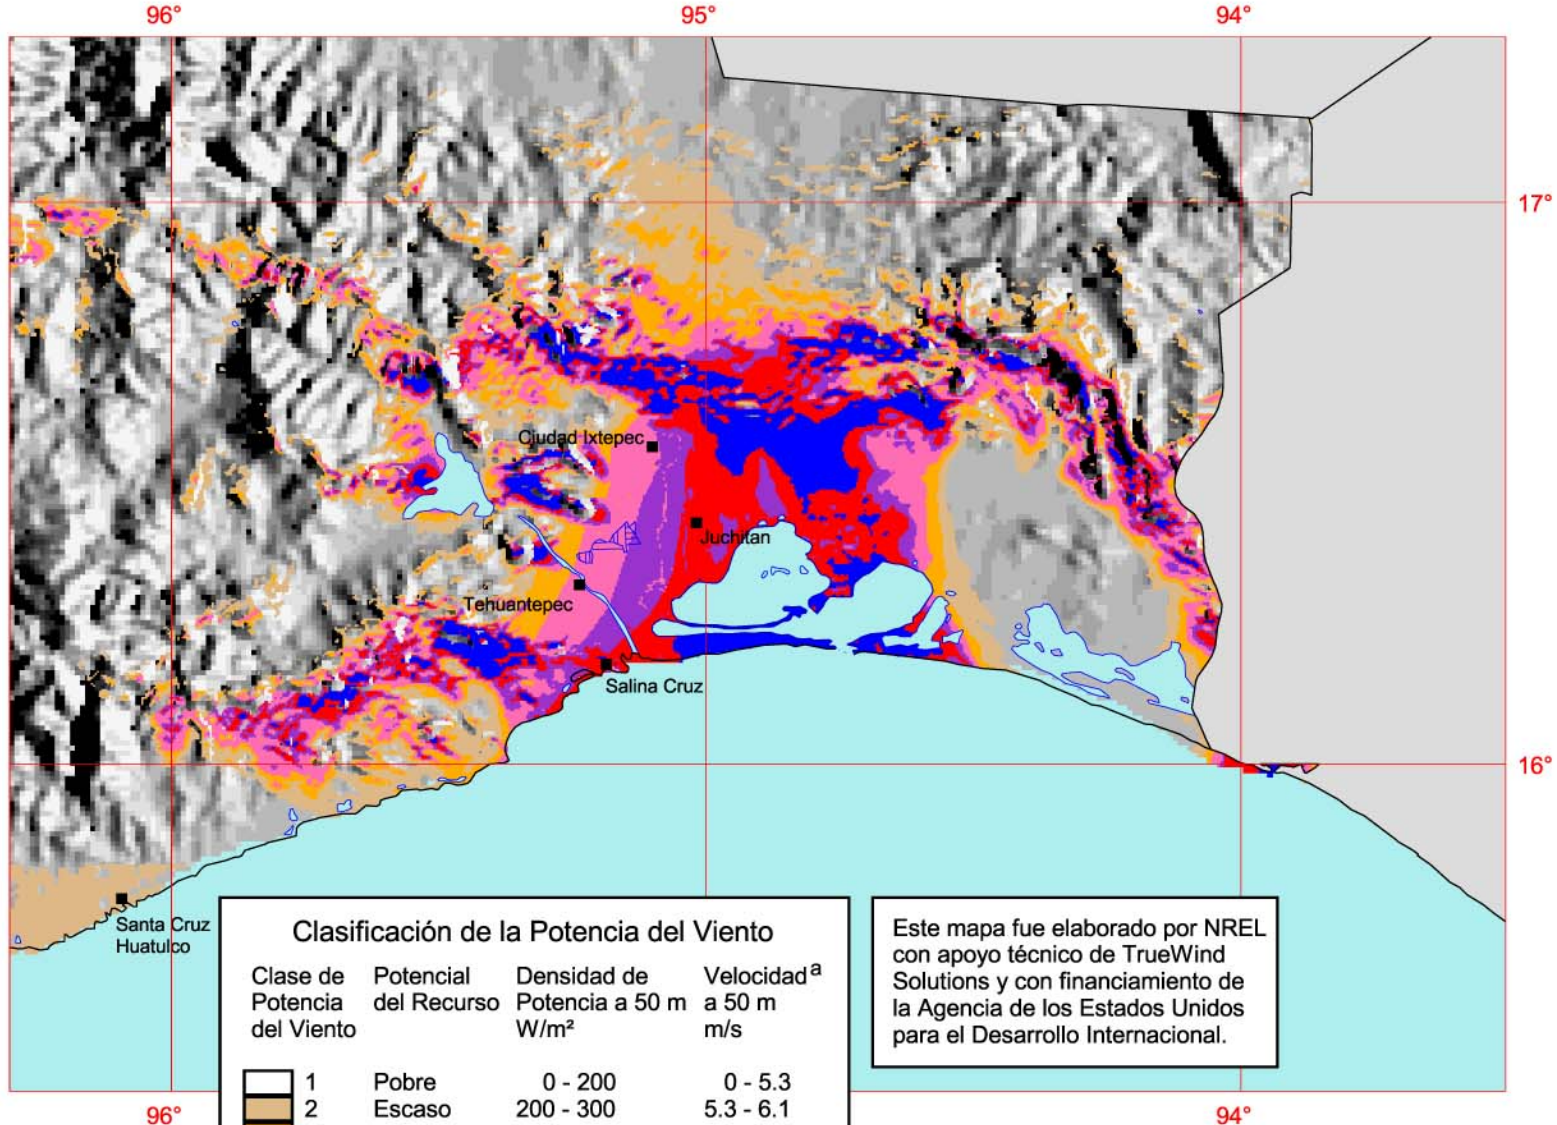 96°
95°
94°
17°
Ciudad Ixtepec
Juchitan
Tehuantepec
Salina Cruz
16°
Santa Cruz
Huatulco
Clasificación de la Potencia del Viento
Clase de Potencia del Viento
Potencial del Recurso
Densidad de Potencia a 50 m W/m²
Velocidad a a 50 m m/s
1 Pobre 0 - 200 0 - 5.3
2 Escaso 200 - 300 5.3 - 6.1
Este mapa fue elaborado por NREL
con apoyo técnico de TrueWind
Solutions y con financiamiento de
la Agencia de los Estados Unidos
para el Desarrollo Internacional.
96°
94°